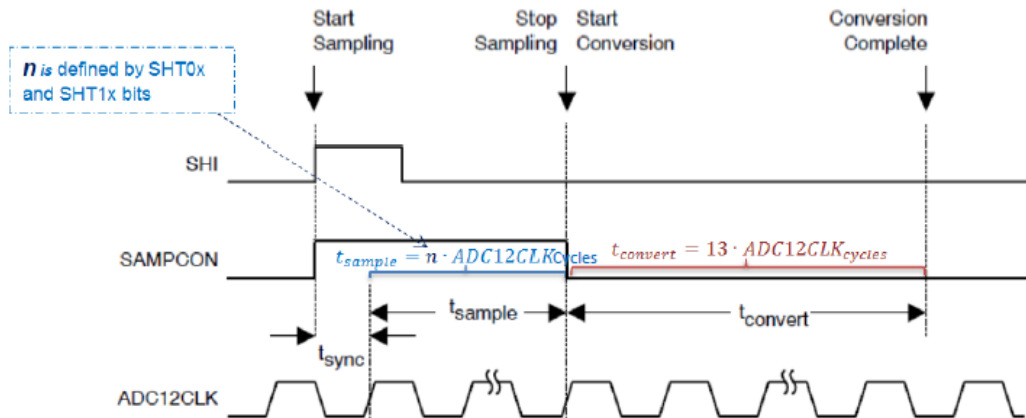 Start
Sampling
Stop
Sampling
Start
Conversion
Conversion
Complete
n is defined by SHT0x
and SHT1x bits
SHI
SAMPCON
t_sample = n · ADC12CLKCycles
t_convert = 13 · ADC12CLK_cycles
t_sample
t_convert
t_sync
ADC12CLK